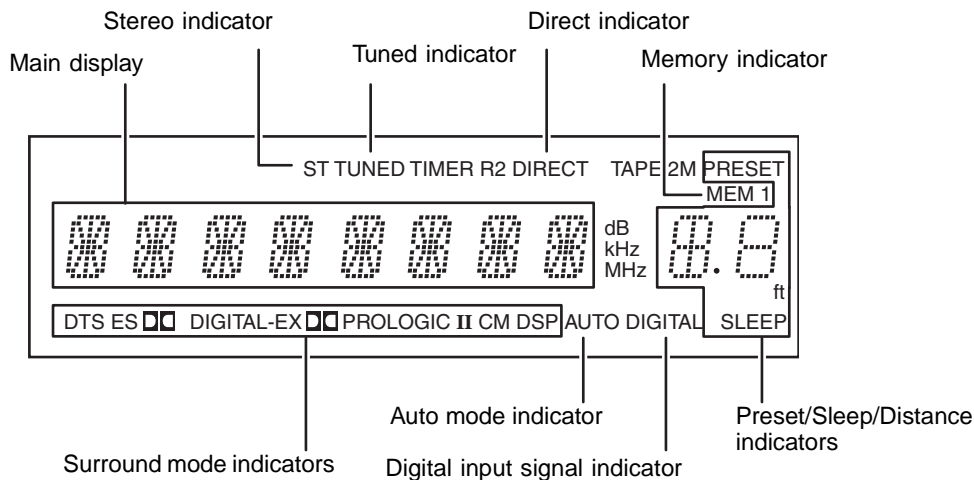 Stereo indicator
Direct indicator
Main display
Tuned indicator
Memory indicator
ST TUNED TIMER R2 DIRECT TAPE 2M PRESET
MEM 1
dB
kHz
MHz
ft
DTS ES DIGITAL-EX PROLOGIC II CM DSP AUTO DIGITAL SLEEP
Auto mode indicator
Preset/Sleep/Distance
indicators
Surround mode indicators
Digital input signal indicator